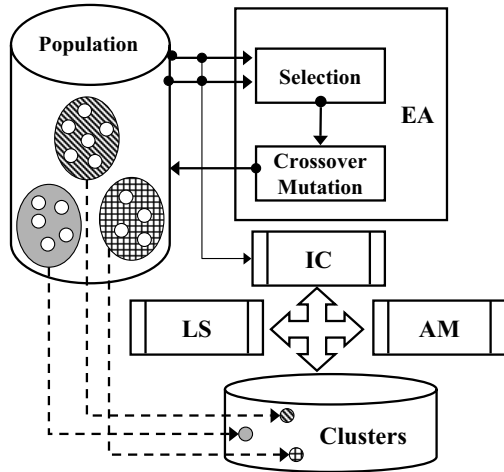 Population
Selection
EA
Crossover
Mutation
IC
LS
AM
Clusters